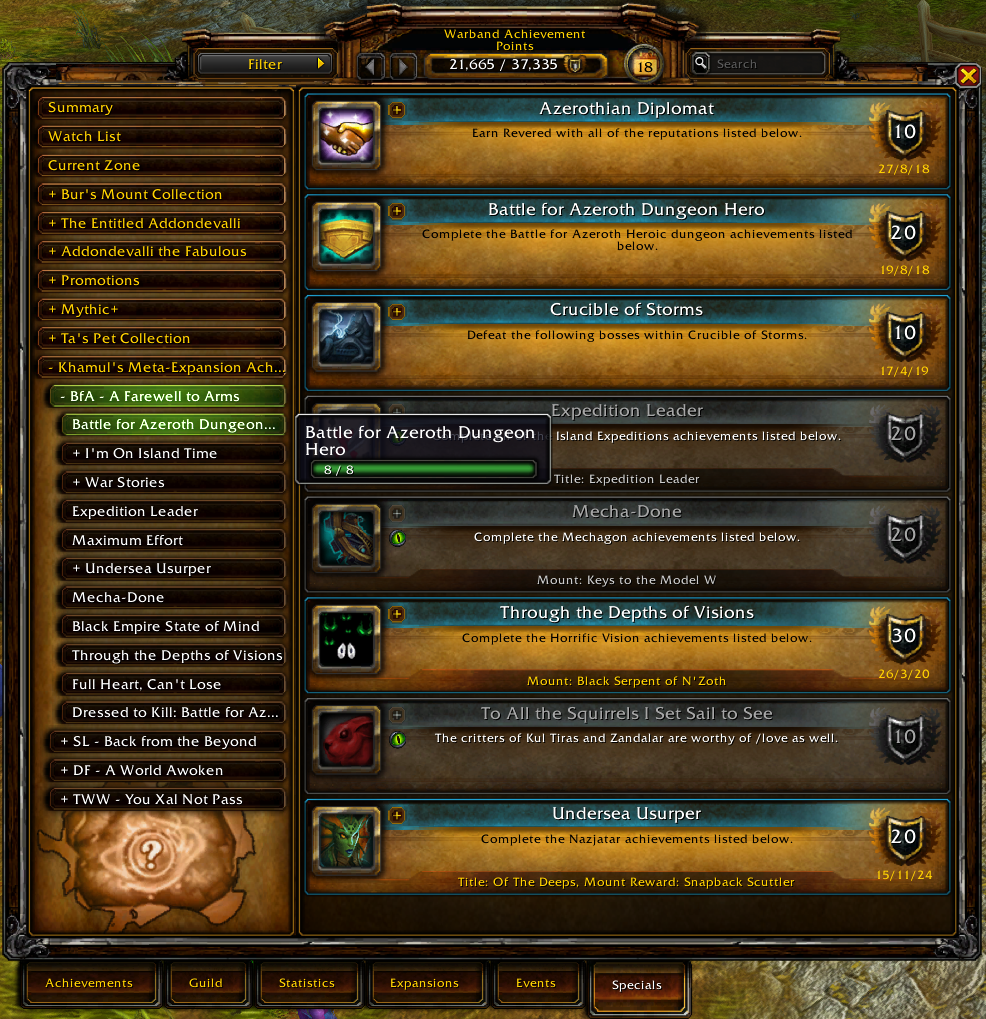 Warband Achievement
Points
Filter
21,665 / 37,335
18
Search
Summary
Watch List
Current Zone
+ Bur's Mount Collection
+ The Entitled Addondevalli
+ Addondevalli the Fabulous
+ Promotions
+ Mythic+
+ Ta's Pet Collection
- Khamul's Meta-Expansion Ach...
- BfA - A Farewell to Arms
Battle for Azeroth Dungeon...
+ I'm On Island Time
+ War Stories
Expedition Leader
Maximum Effort
+ Undersea Usurper
Mecha-Done
Black Empire State of Mind
Through the Depths of Visions
Full Heart, Can't Lose
Dressed to Kill: Battle for Az...
+ SL - Back from the Beyond
+ DF - A World Awoken
+ TWW - You Xal Not Pass
?
Azerothian Diplomat
Earn Revered with all of the reputations listed below.
10
27/8/18
Battle for Azeroth Dungeon Hero
Complete the Battle for Azeroth Heroic dungeon achievements listed
below.
20
19/8/18
Crucible of Storms
Defeat the following bosses within Crucible of Storms.
10
17/4/19
Expedition Leader
Island Expeditions achievements listed below.
20
Title: Expedition Leader
Battle for Azeroth Dungeon
Hero
8 / 8
Mecha-Done
Complete the Mechagon achievements listed below.
20
Mount: Keys to the Model W
Through the Depths of Visions
Complete the Horrific Vision achievements listed below.
30
26/3/20
Mount: Black Serpent of N'Zoth
To All the Squirrels I Set Sail to See
The critters of Kul Tiras and Zandalar are worthy of /love as well.
10
Undersea Usurper
Complete the Nazjatar achievements listed below.
20
15/11/24
Title: Of The Deeps, Mount Reward: Snapback Scuttler
Achievements
Guild
Statistics
Expansions
Events
Specials